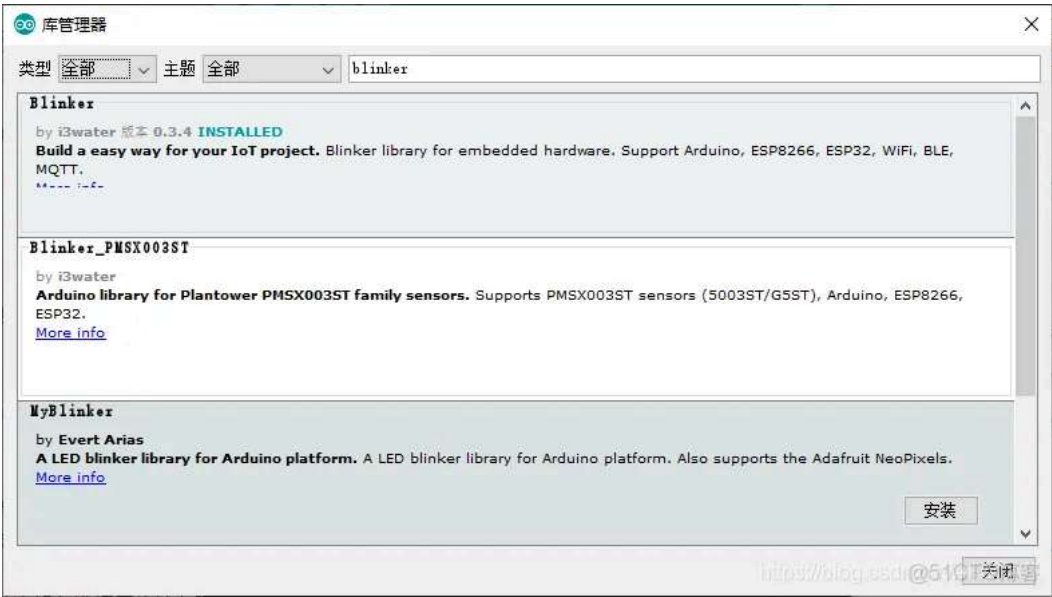 库管理器
类型 全部 主题 全部 blinker
Blinker
by i3water 版本 0.3.4 INSTALLED
Build a easy way for your IoT project. Blinker library for embedded hardware. Support Arduino, ESP8266, ESP32, WiFi, BLE,
MQTT.
More info
Blinker_PMSX003ST
by i3water
Arduino library for Plantower PMSX003ST family sensors. Supports PMSX003ST sensors (5003ST/G5ST), Arduino, ESP8266,
ESP32.
More info
MyBlinker
by Evert Arias
A LED blinker library for Arduino platform. A LED blinker library for Arduino platform. Also supports the Adafruit NeoPixels.
More info
安装
关闭